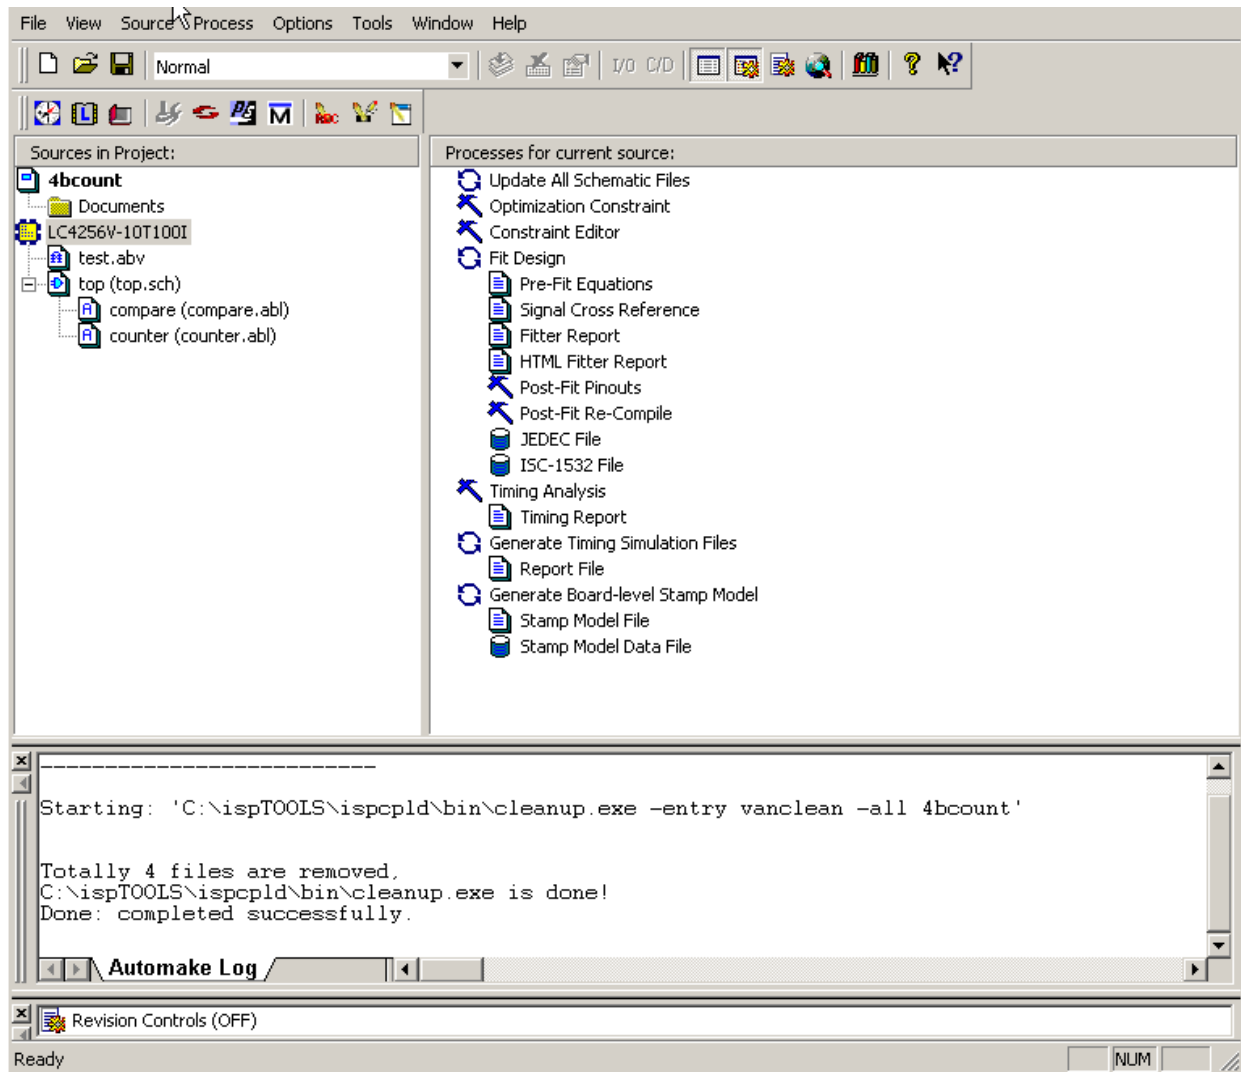 File View Source Process Options Tools Window Help
Normal
I/O C/D
Sources in Project:
4bcount
Documents
LC4256V-10T100I
test.abv
top (top.sch)
compare (compare.abl)
counter (counter.abl)
Processes for current source:
Update All Schematic Files
Optimization Constraint
Constraint Editor
Fit Design
Pre-Fit Equations
Signal Cross Reference
Fitter Report
HTML Fitter Report
Post-Fit Pinouts
Post-Fit Re-Compile
JEDEC File
ISC-1532 File
Timing Analysis
Timing Report
Generate Timing Simulation Files
Report File
Generate Board-level Stamp Model
Stamp Model File
Stamp Model Data File
Starting: 'C:\ispTOOLS\ispcpld\bin\cleanup.exe -entry vanclean -all 4bcount'
Totally 4 files are removed,
C:\ispTOOLS\ispcpld\bin\cleanup.exe is done!
Done: completed successfully.
Automake Log
Revision Controls (OFF)
Ready
NUM